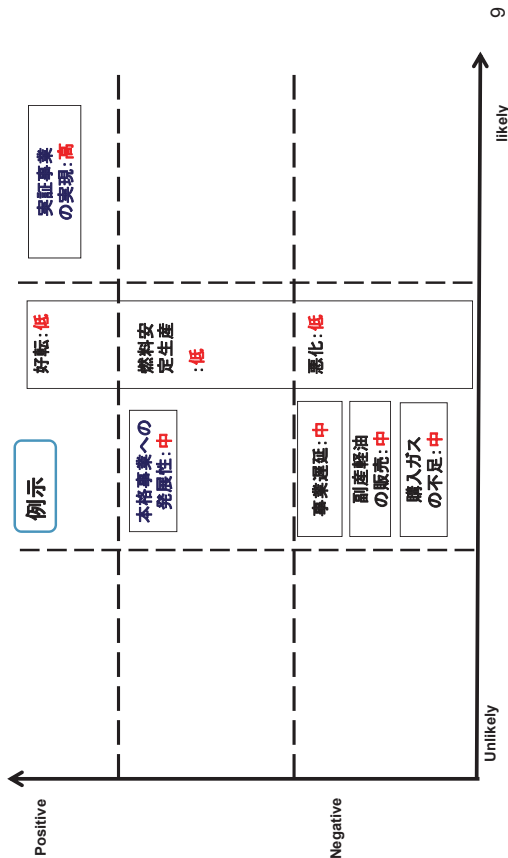 例示
Positive
Negative
Unlikely
likely
実証事業
の実現:高
好転:低
燃料安
定生産
:低
悪化:低
本格事業への
発展性:中
事業遅延:中
副産軽油
の販売:中
購入ガス
の不足:中
9